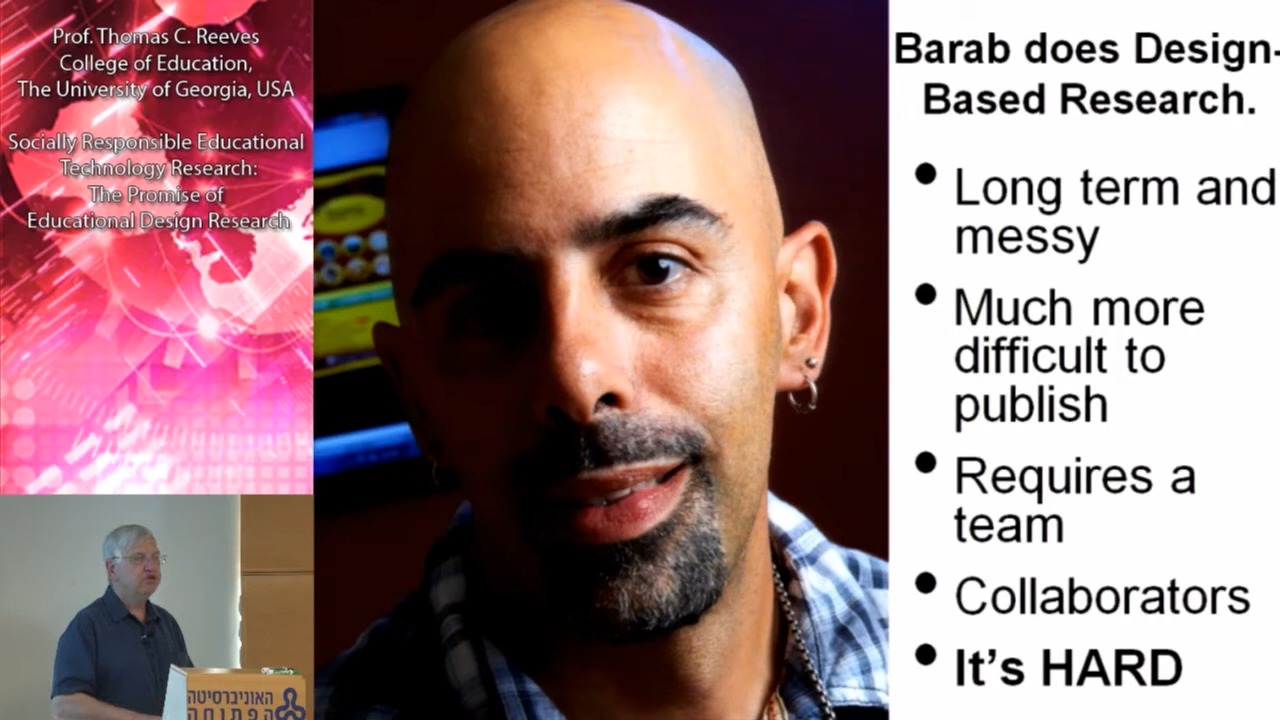 Prof. Thomas C. Reeves
College of Education,
The University of Georgia, USA
Socially Responsible Educational
Technology Research:
The Promise of
Educational Design Research
Barab does Design-
Based Research.
• Long term and
messy
• Much more
difficult to
publish
• Requires a
team
• Collaborators
• It's HARD
האוניברסיטה
הפתוחה